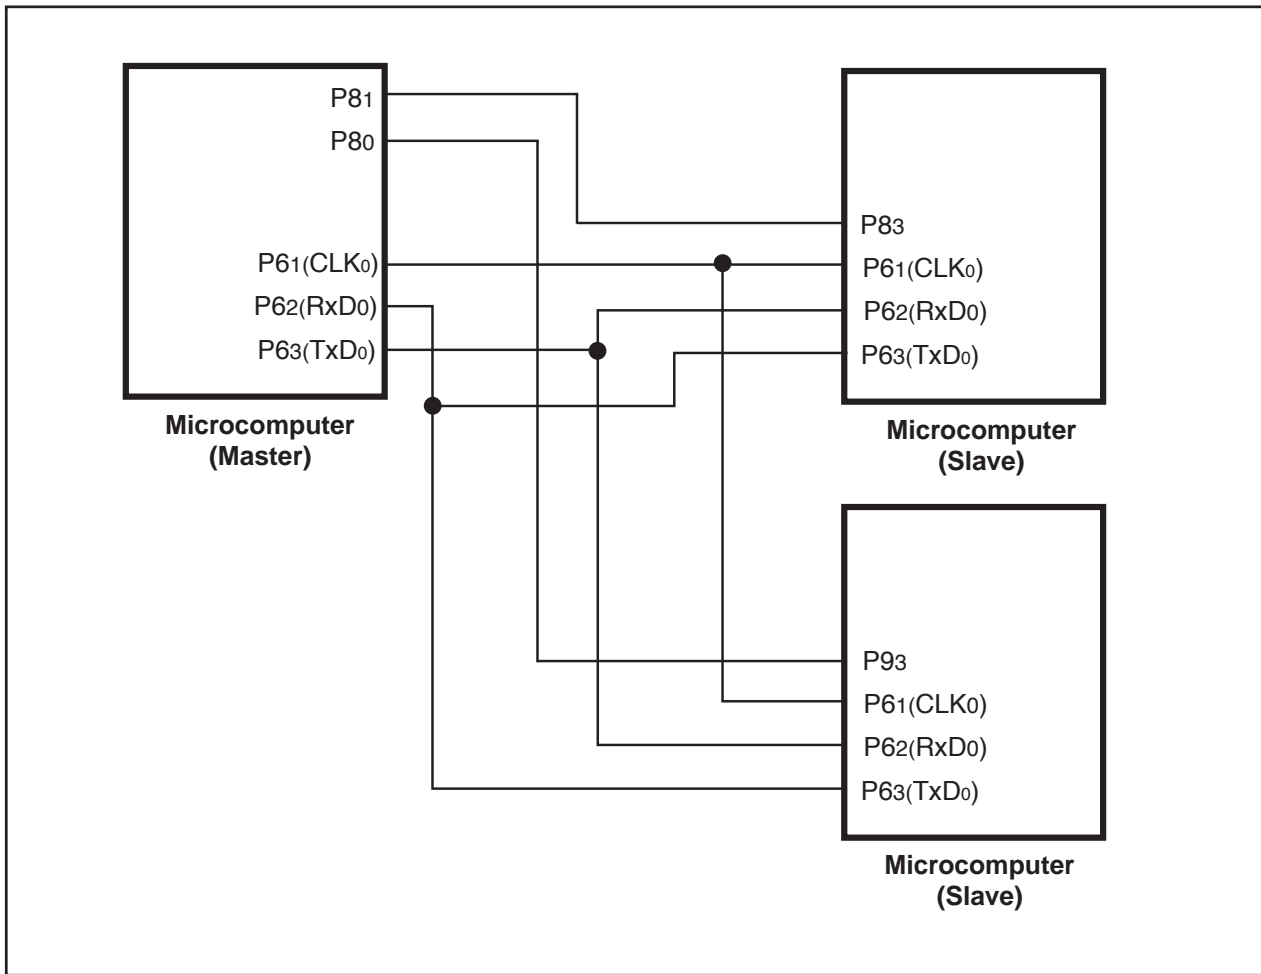 P81
P80
P61(CLK0)
P62(RxD0)
P63(TxD0)
Microcomputer
(Master)
P83
P61(CLK0)
P62(RxD0)
P63(TxD0)
Microcomputer
(Slave)
P93
P61(CLK0)
P62(RxD0)
P63(TxD0)
Microcomputer
(Slave)